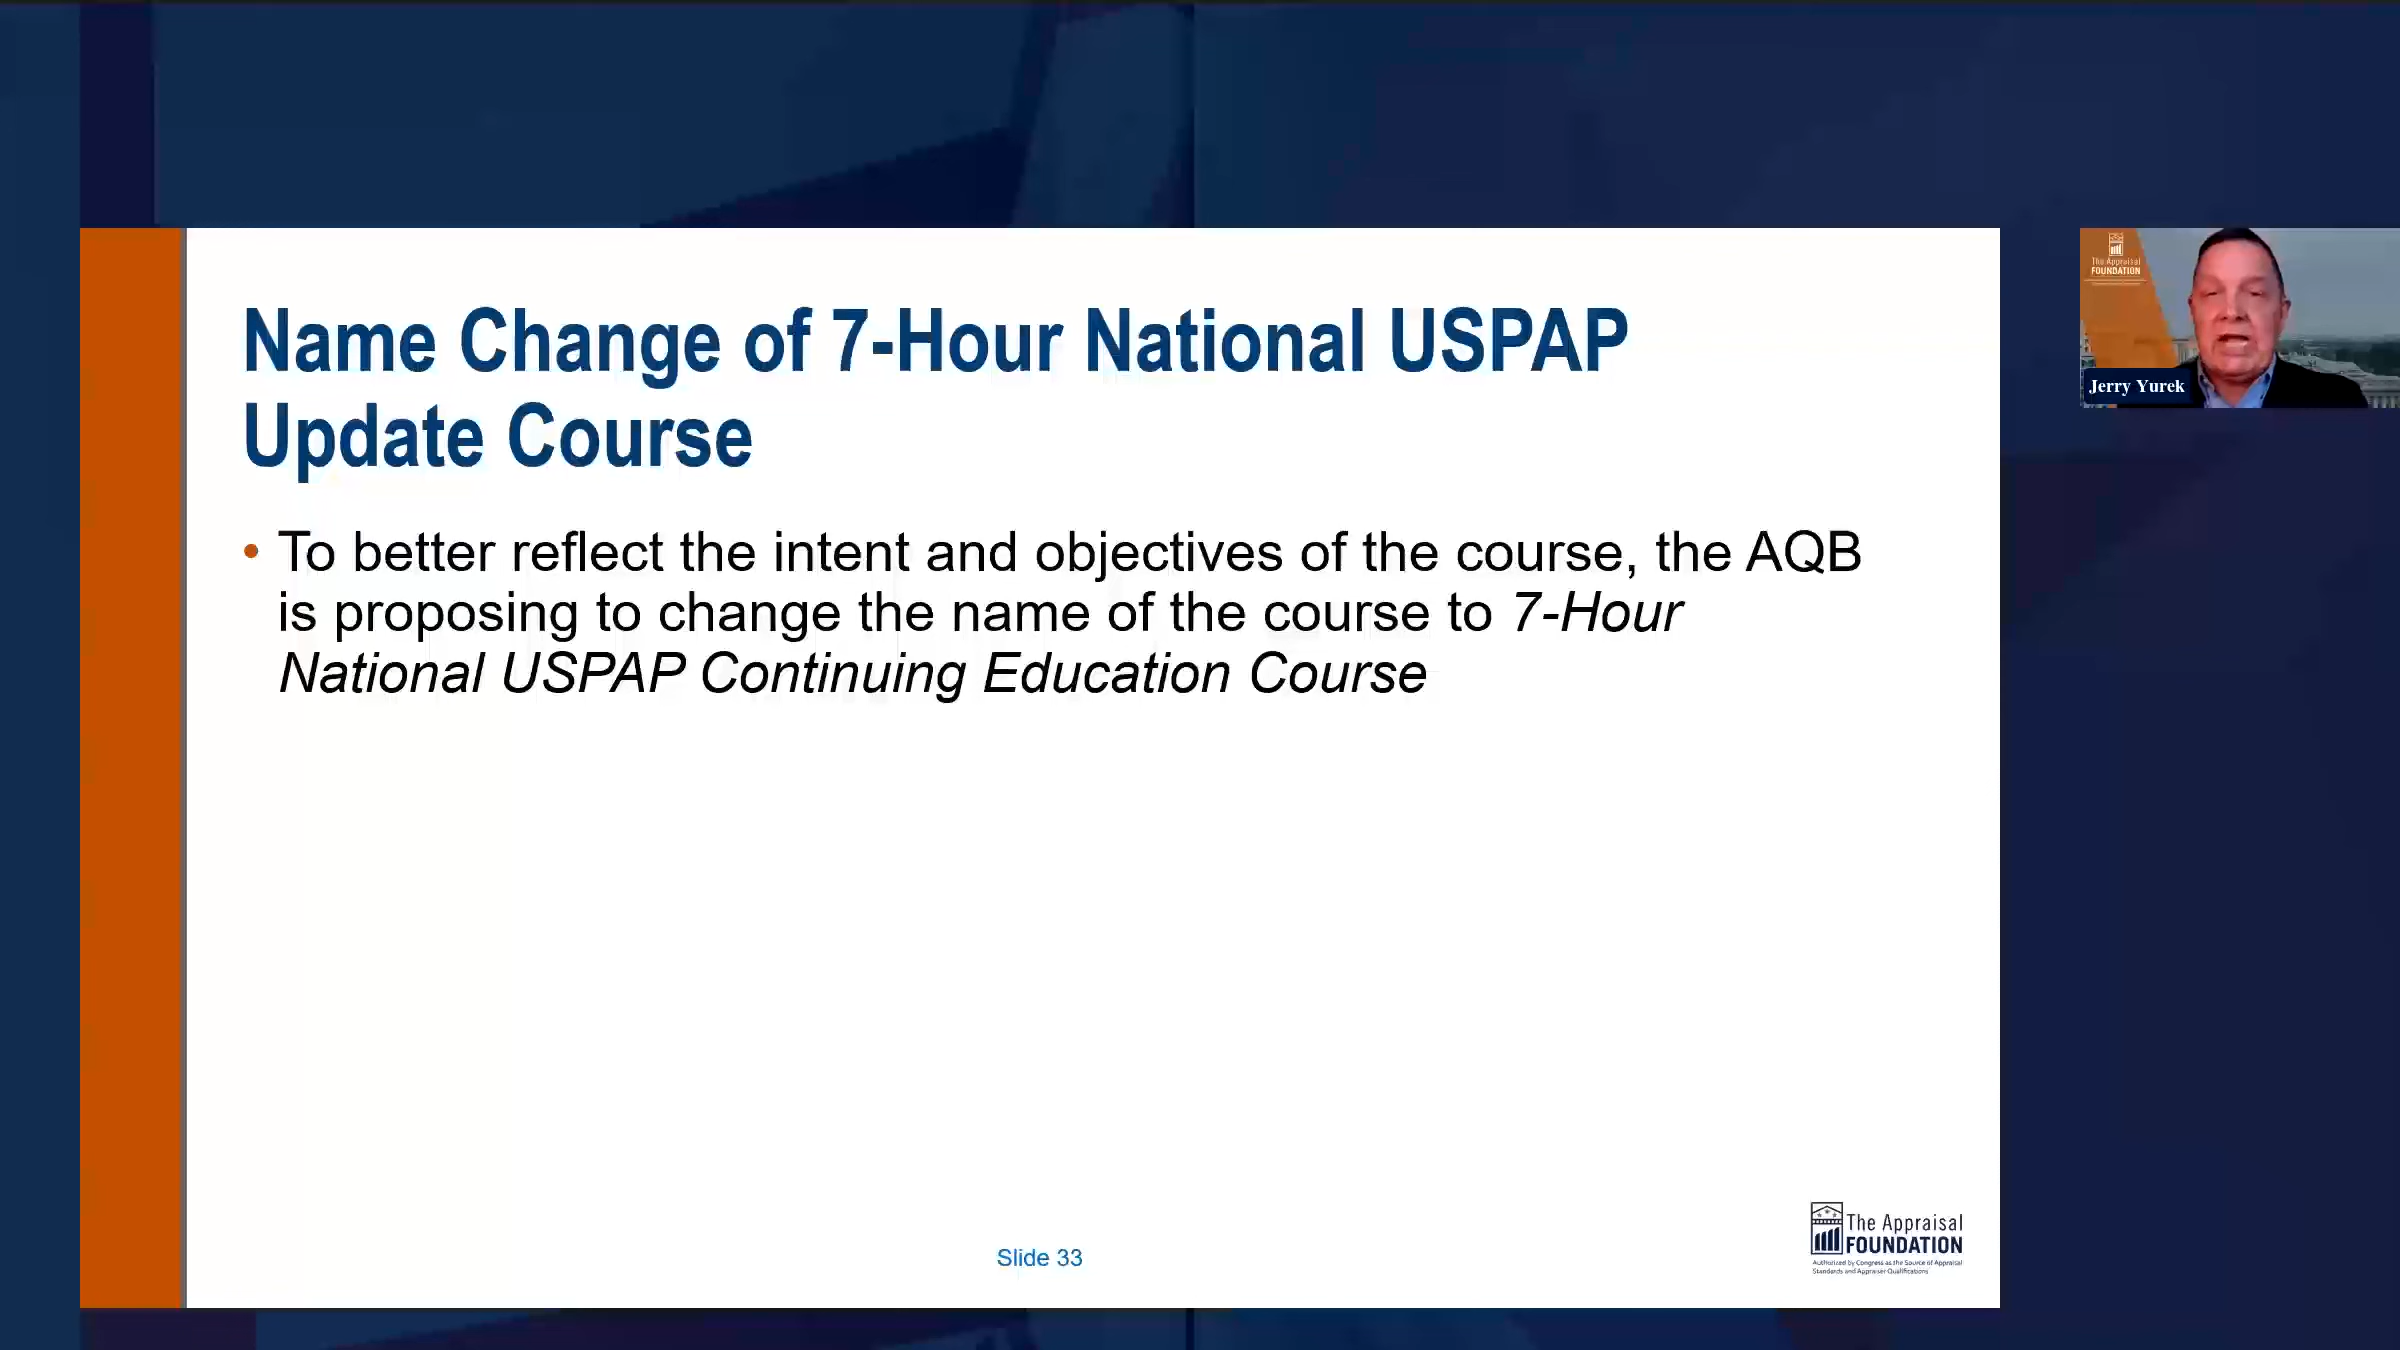 Name Change of 7-Hour National USPAP
Update Course
• To better reflect the intent and objectives of the course, the AQB
is proposing to change the name of the course to 7-Hour
National USPAP Continuing Education Course
The Appraisal
FOUNDATION
Jerry Yurek
Slide 33
The Appraisal
FOUNDATION
Authorized by Congress as the Source of Appraisal
Standards and Appraiser Qualifications